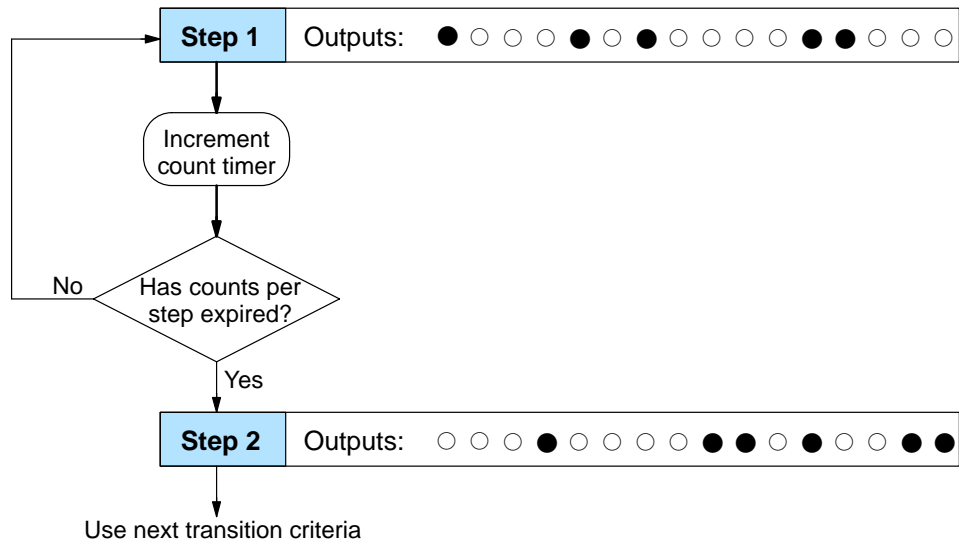 Step 1 Outputs:
Increment
count timer
No
Has counts per
step expired?
Yes
Step 2 Outputs:
Use next transition criteria